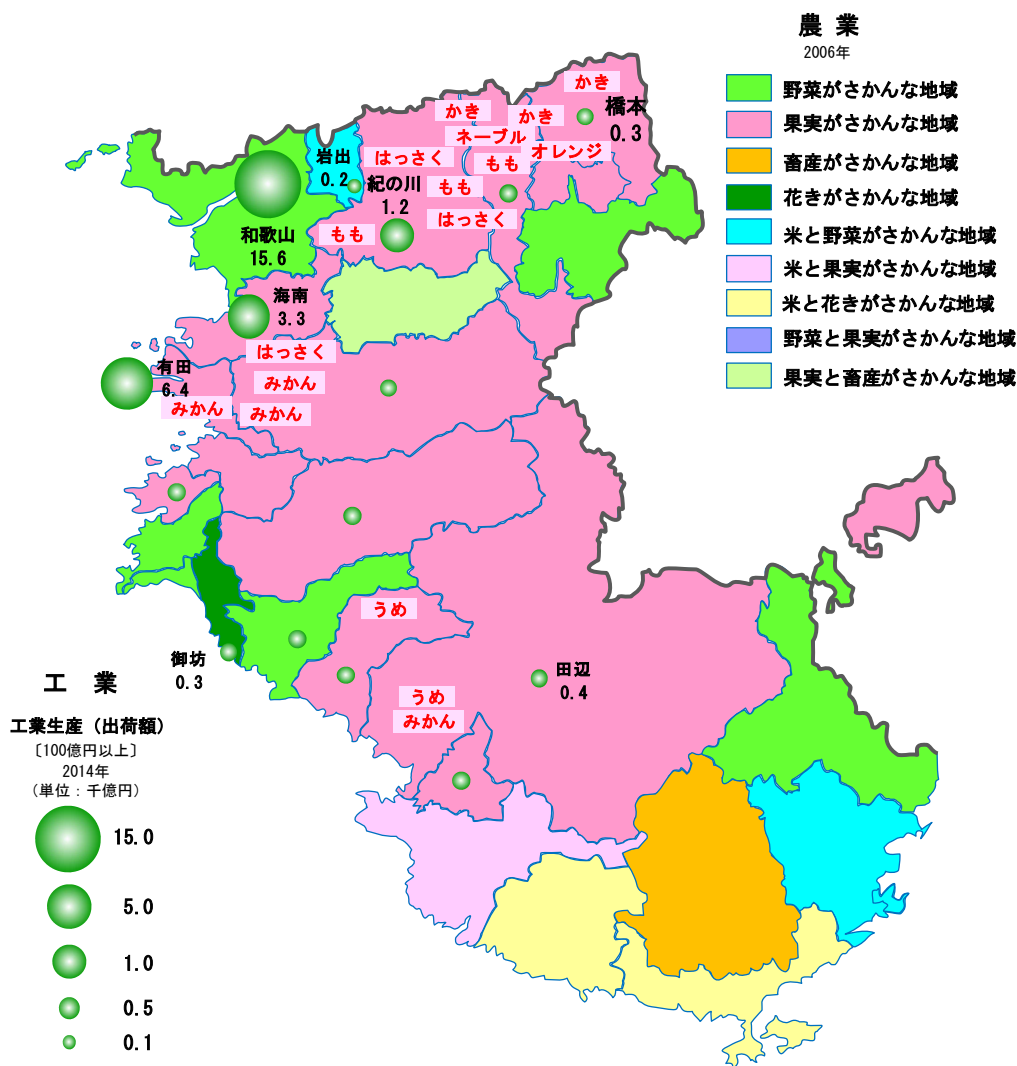 農 業
2006年
野菜がさかんな地域
果実がさかんな地域
畜産がさかんな地域
花きがさかんな地域
米と野菜がさかんな地域
米と果実がさかんな地域
米と花きがさかんな地域
野菜と果実がさかんな地域
果実と畜産がさかんな地域
かき
橋本
0.3
かき
かき
ネーブル
オレンジ
もも
岩出
0.2
はっさく
紀の川
1.2
もも
はっさく
もも
和歌山
15.6
海南
3.3
はっさく
有田
6.4
みかん
みかん
みかん
うめ
御坊
0.3
田辺
0.4
うめ
みかん
工 業
工業生産（出荷額）
〔100億円以上〕
2014年
（単位：千億円）
15.0
5.0
1.0
0.5
0.1